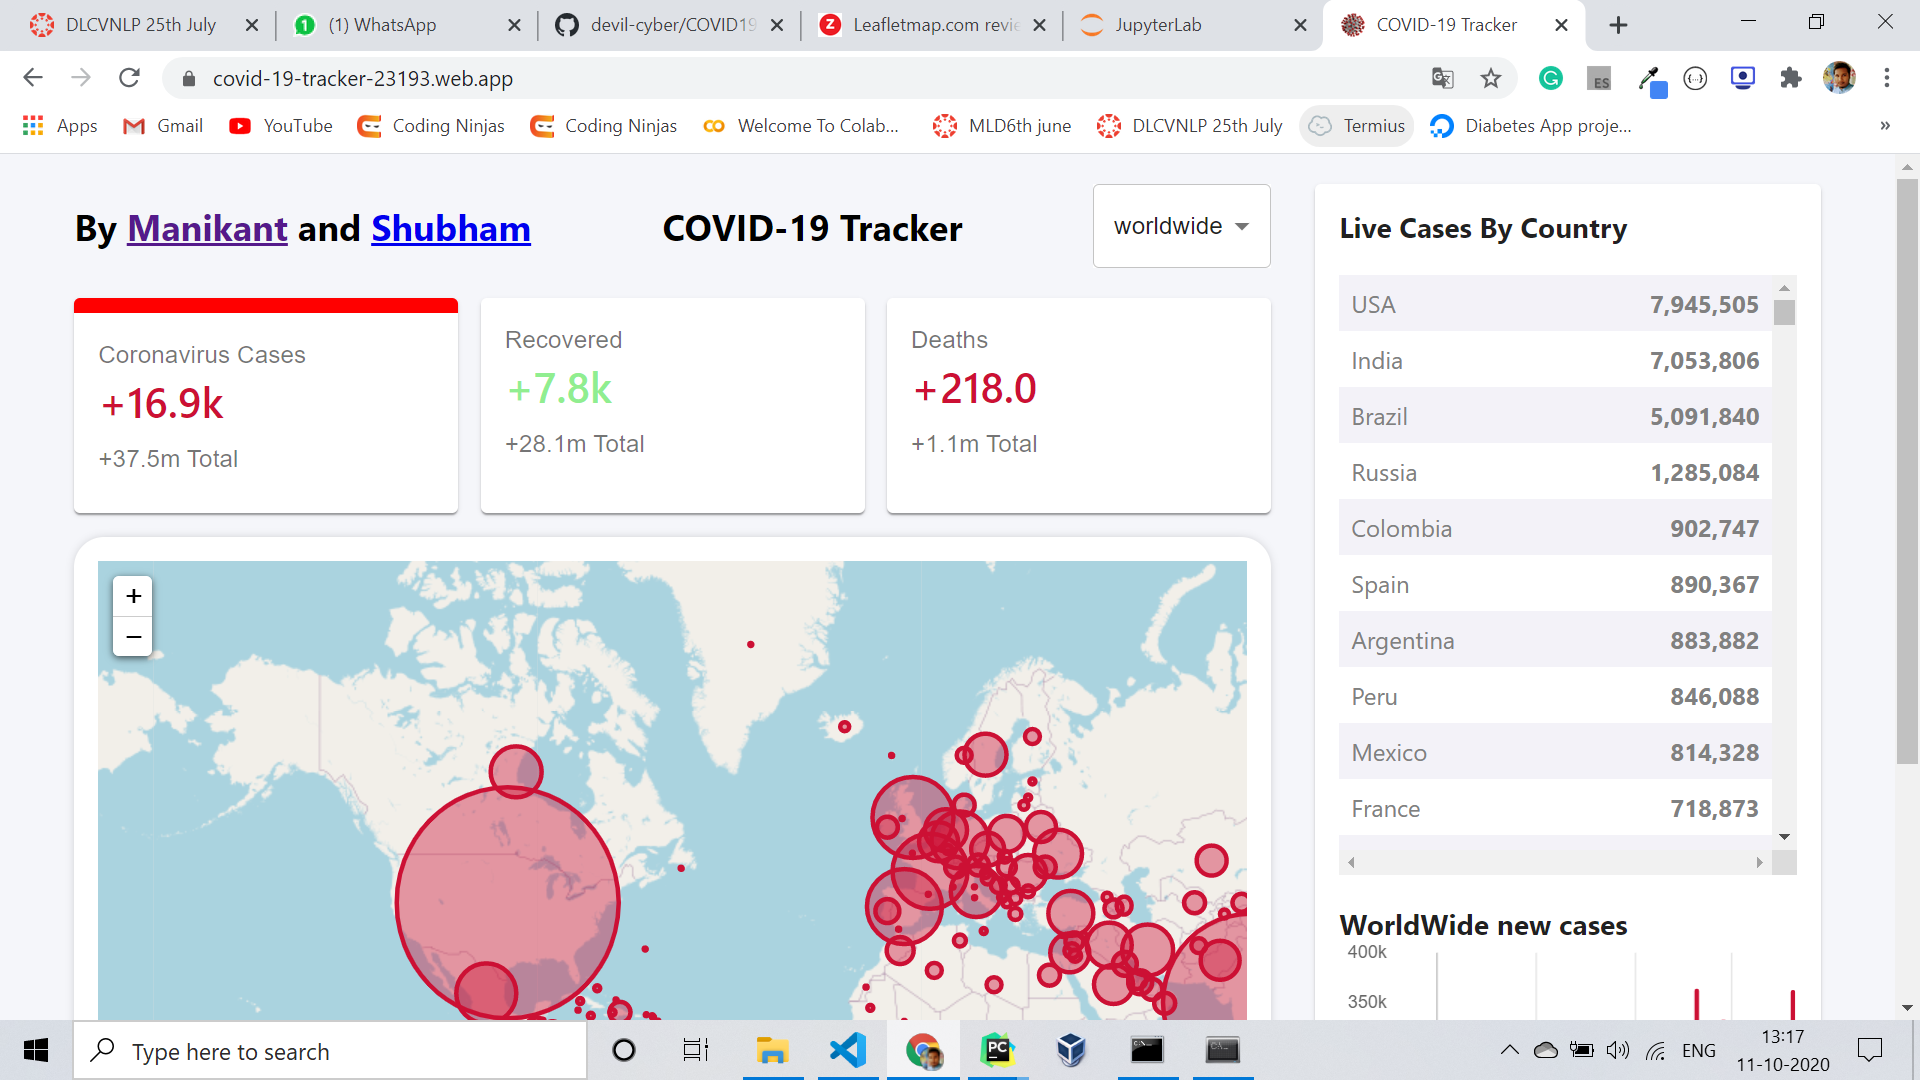 DLCVNLP 25th July
(1) WhatsApp
devil-cyber/COVID19
Leafletmap.com revie
JupyterLab
COVID-19 Tracker
covid-19-tracker-23193.web.app
Apps
Gmail
YouTube
Coding Ninjas
Coding Ninjas
Welcome To Colab...
MLD6th june
DLCVNLP 25th July
Termius
Diabetes App proje...
»
By Manikant and Shubham
COVID-19 Tracker
worldwide
Coronavirus Cases
+16.9k
+37.5m Total
Recovered
+7.8k
+28.1m Total
Deaths
+218.0
+1.1m Total
+
−
Live Cases By Country
USA 7,945,505
India 7,053,806
Brazil 5,091,840
Russia 1,285,084
Colombia 902,747
Spain 890,367
Argentina 883,882
Peru 846,088
Mexico 814,328
France 718,873
WorldWide new cases
400k
350k
Type here to search
ENG
13:17
11-10-2020